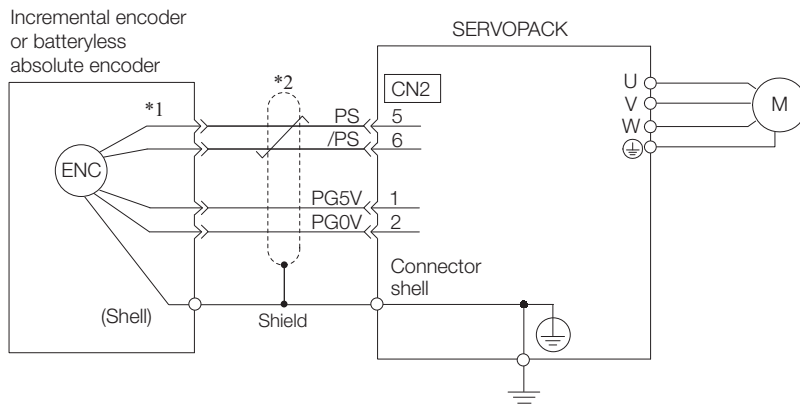 Incremental encoder
or batteryless
absolute encoder
SERVOPACK
*1
*2
CN2
ENC
PS
5
/PS
6
PG5V
1
PG0V
2
U
V
W
M
Connector
shell
(Shell)
Shield